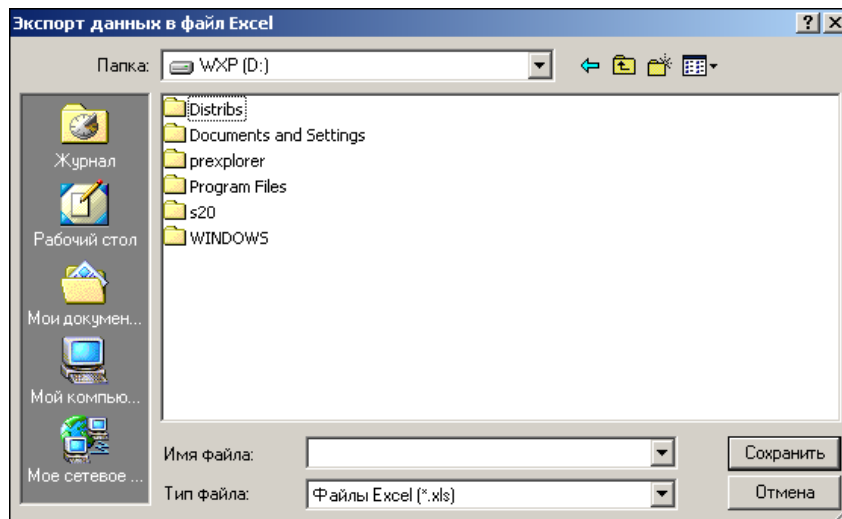 Экспорт данных в файл Excel
Папка: WXP (D:)
Журнал
Рабочий стол
Мои докумен...
Мой компью...
Мое сетевое ...
Distribs
Documents and Settings
prexplorer
Program Files
s20
WINDOWS
Имя файла:
Сохранить
Тип файла: Файлы Excel (*.xls)
Отмена